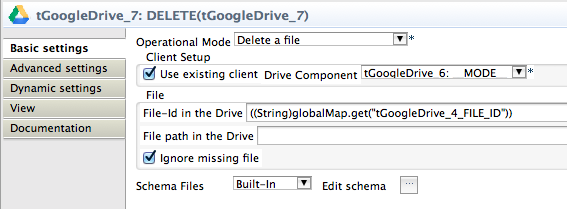 tGoogleDrive_7: DELETE(tGoogleDrive_7)
Basic settings
Advanced settings
Dynamic settings
View
Documentation
Operational Mode Delete a file *
Client Setup
Use existing client Drive Component tGoogleDrive_6: __MODE__ *
File
File-Id in the Drive ((String)globalMap.get("tGoogleDrive_4_FILE_ID"))
File path in the Drive
Ignore missing file
Schema Files Built-In Edit schema ...